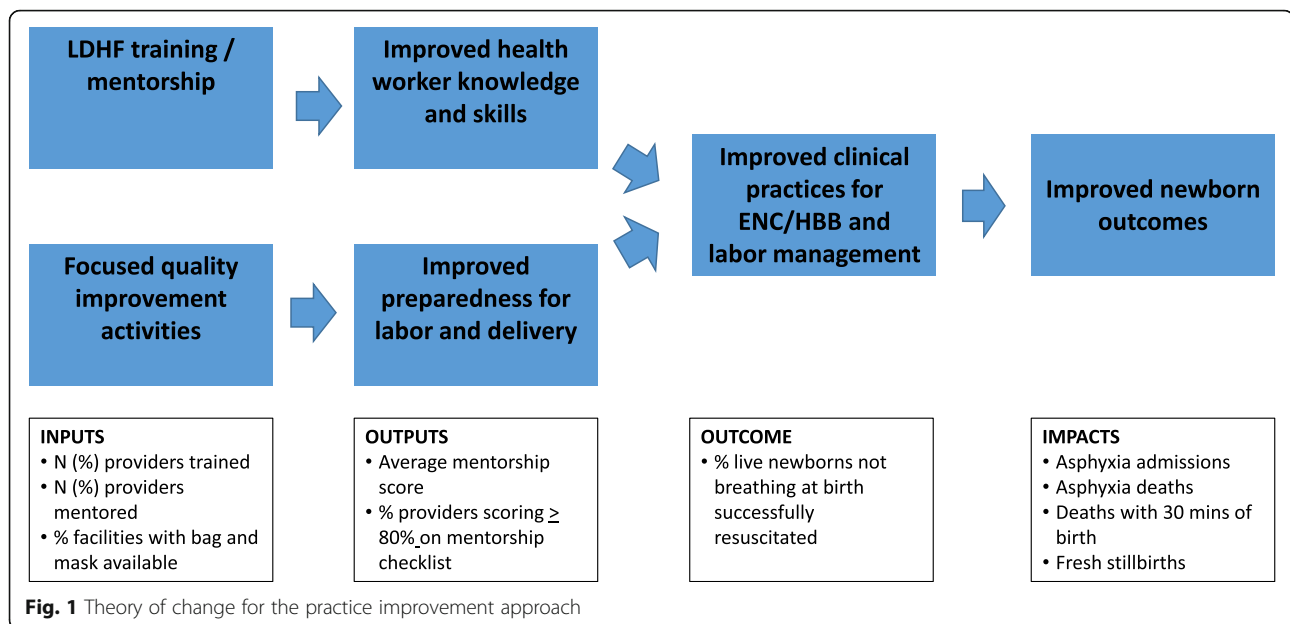 LDHF training /
mentorship
Improved health
worker knowledge
and skills
Focused quality
improvement
activities
Improved
preparedness for
labor and delivery
Improved clinical
practices for
ENC/HBB and
labor management
Improved newborn
outcomes
INPUTS
• N (%) providers trained
• N (%) providers
mentored
• % facilities with bag and
mask available
OUTPUTS
• Average mentorship
score
• % providers scoring ≥
80% on mentorship
checklist
OUTCOME
• % live newborns not
breathing at birth
successfully
resuscitated
IMPACTS
• Asphyxia admissions
• Asphyxia deaths
• Deaths with 30 mins of
birth
• Fresh stillbirths
Fig. 1 Theory of change for the practice improvement approach